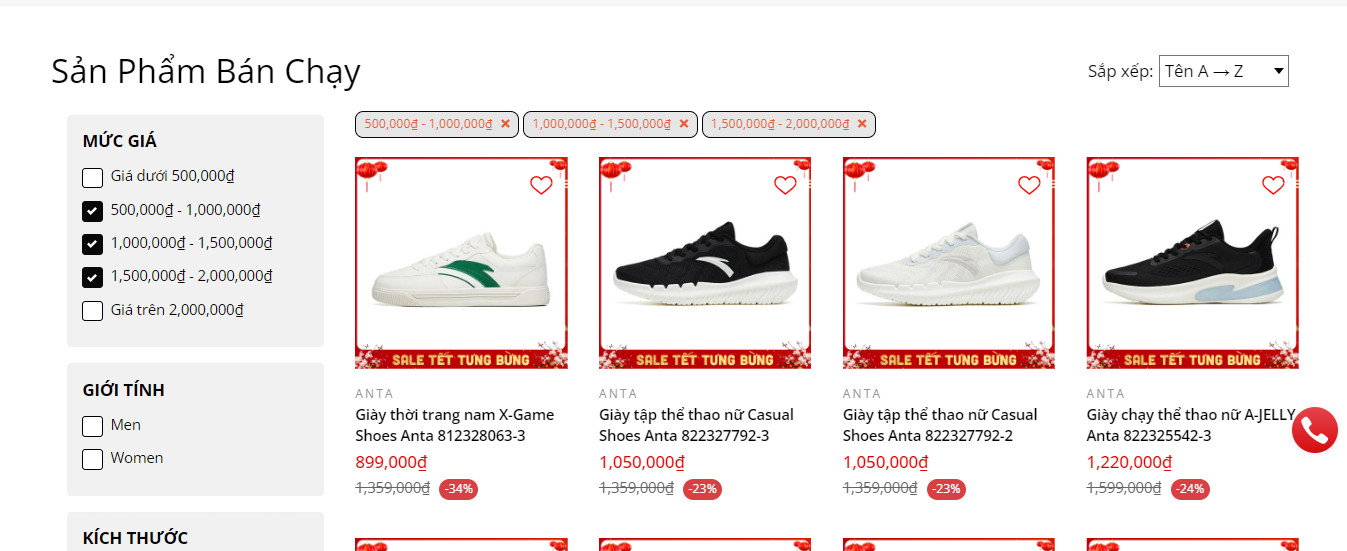 Sản Phẩm Bán Chạy
Sắp xếp: Tên A → Z
MỨC GIÁ
Giá dưới 500,000₫
500,000₫ - 1,000,000₫
1,000,000₫ - 1,500,000₫
1,500,000₫ - 2,000,000₫
Giá trên 2,000,000₫
GIỚI TÍNH
Men
Women
KÍCH THƯỚC
500,000₫ - 1,000,000₫ ×
1,000,000₫ - 1,500,000₫ ×
1,500,000₫ - 2,000,000₫ ×
SALE TẾT TƯNG BỪNG
ANTA
Giày thời trang nam X-Game
Shoes Anta 812328063-3
899,000₫
1,359,000₫ -34%
SALE TẾT TƯNG BỪNG
ANTA
Giày tập thể thao nữ Casual
Shoes Anta 822327792-3
1,050,000₫
1,359,000₫ -23%
SALE TẾT TƯNG BỪNG
ANTA
Giày tập thể thao nữ Casual
Shoes Anta 822327792-2
1,050,000₫
1,359,000₫ -23%
SALE TẾT TƯNG BỪNG
ANTA
Giày chạy thể thao nữ A-JELLY
Anta 822325542-3
1,220,000₫
1,599,000₫ -24%